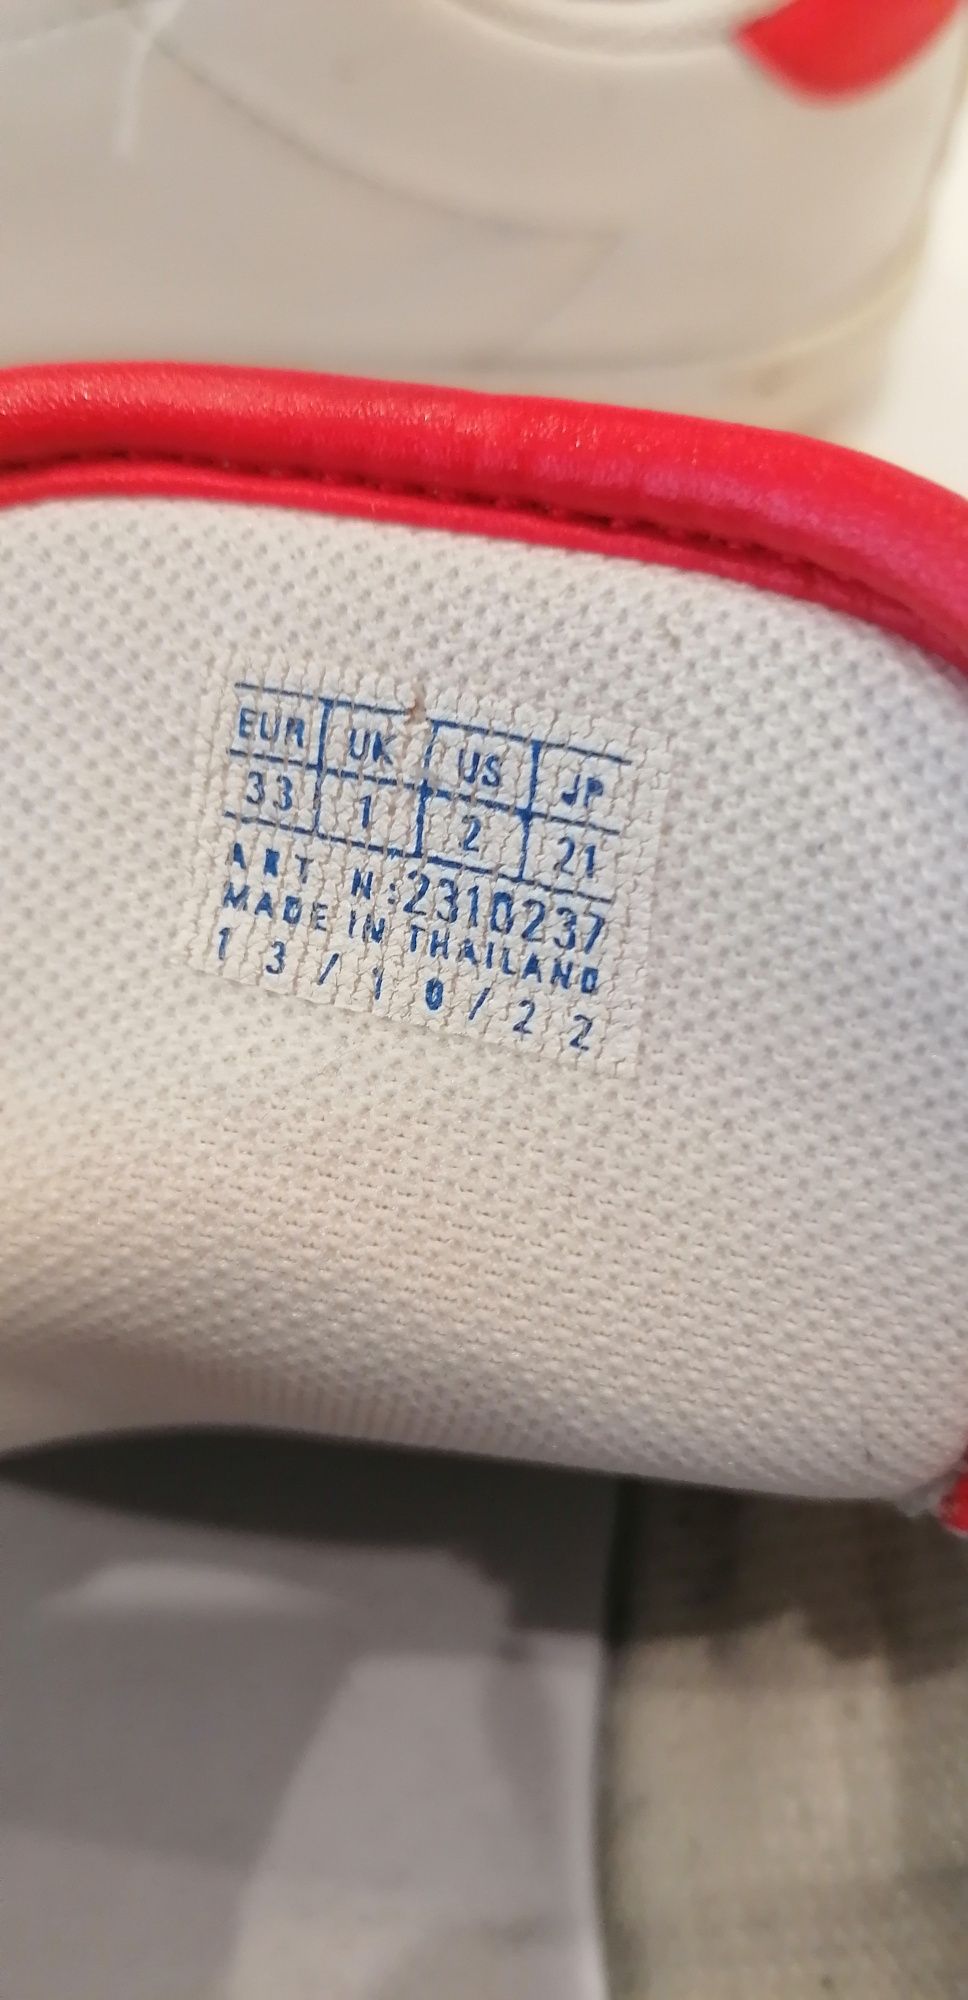 EUR UK US JP
33 1 2 21
ART N:2310237
MADE IN THAILAND
13/10/22